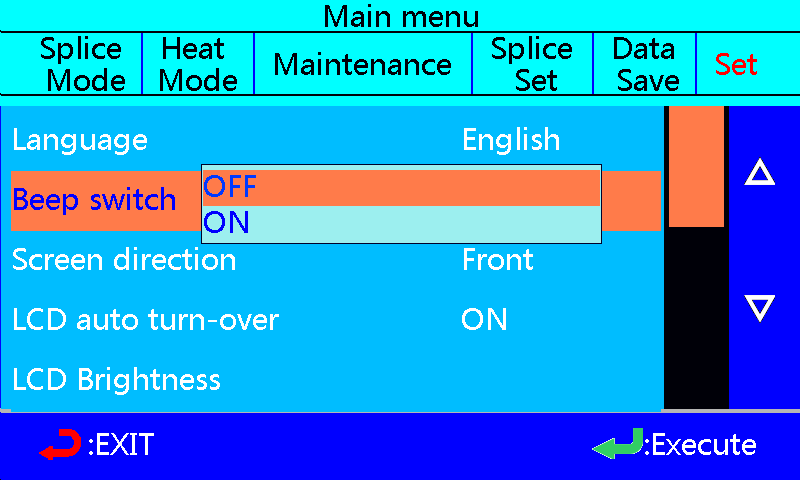 Main menu
Splice Mode
Heat Mode
Maintenance
Splice Set
Data Save
Set
Language English
Beep switch
OFF
ON
Screen direction Front
LCD auto turn-over ON
LCD Brightness
:EXIT :Execute